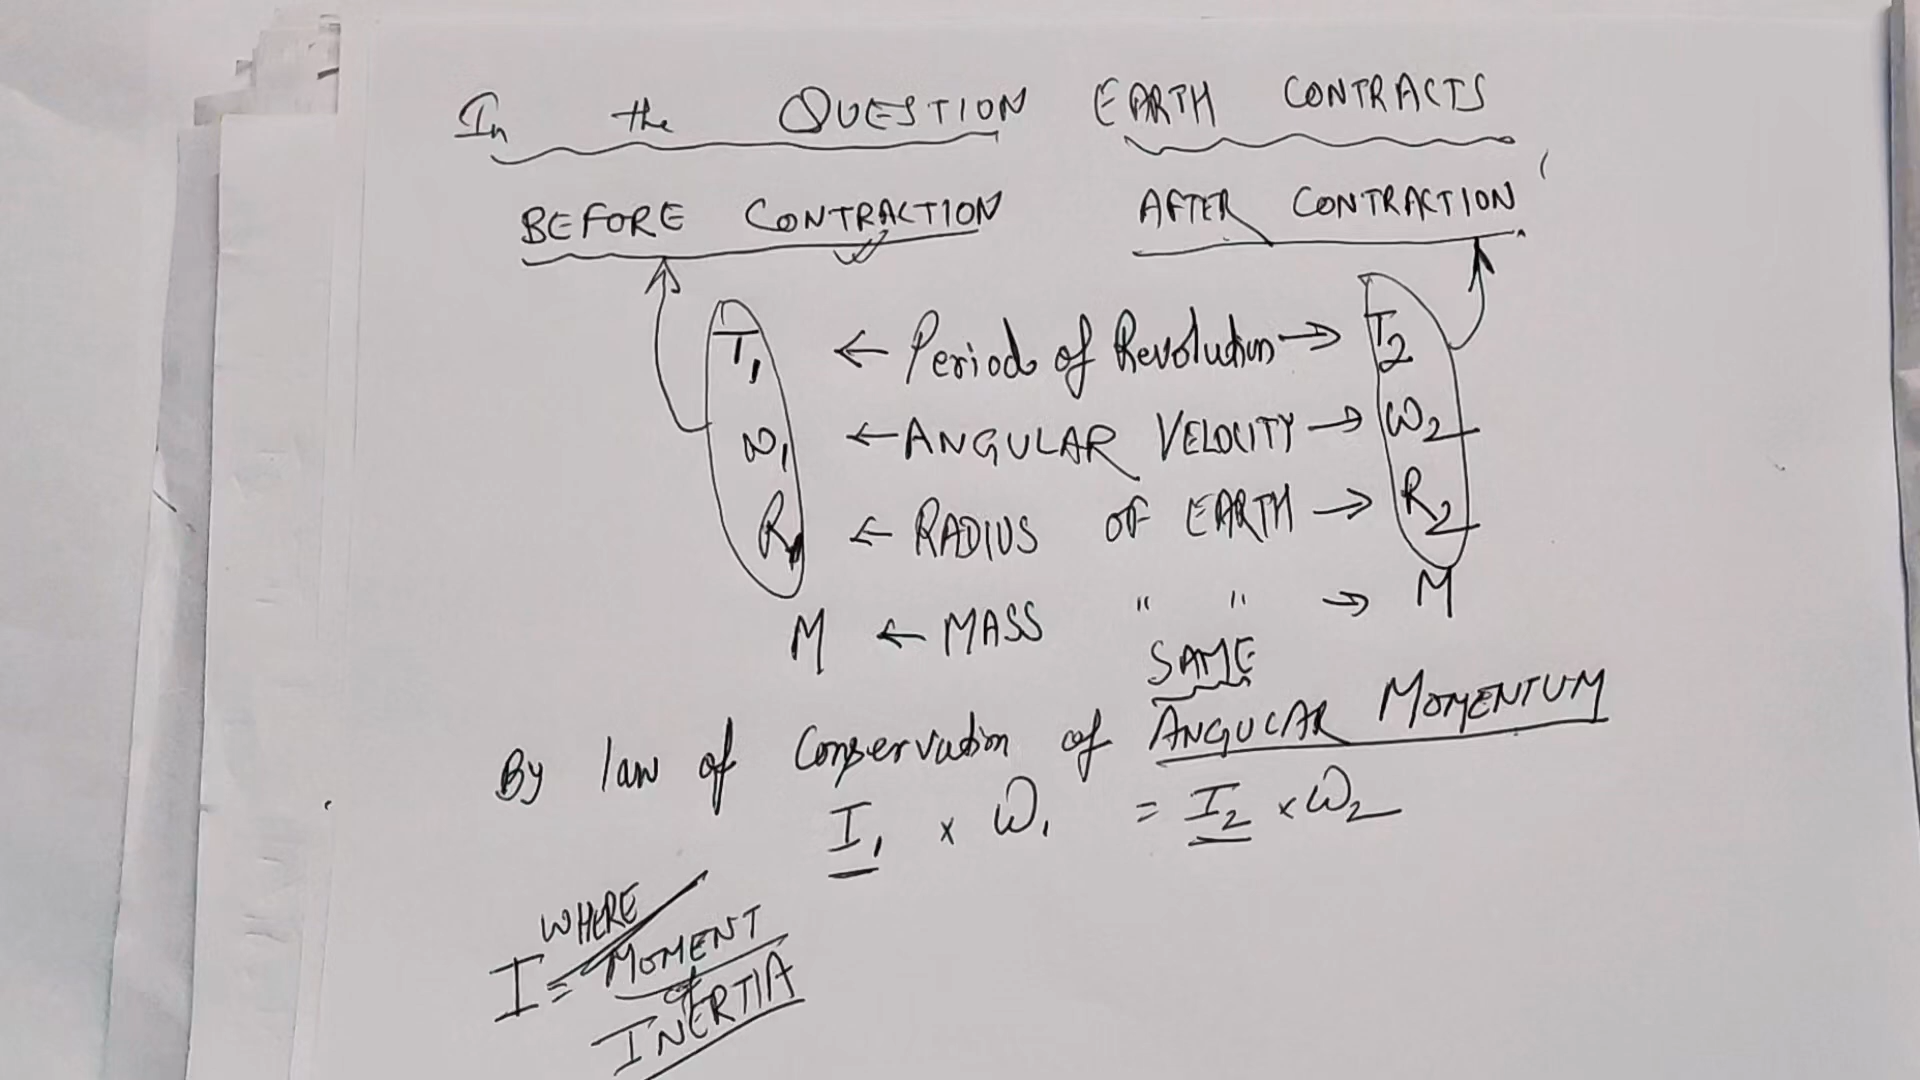 In the QUESTION EARTH CONTRACTS
BEFORE CONTRACTION AFTER CONTRACTION
T1 ← Period of Revolution → T2
ω1 ← ANGULAR VELOCITY → ω2
R1 ← RADIUS OF EARTH → R2
M ← MASS " " → M
SAME
By law of Conservation of ANGULAR MOMENTUM
I1 × ω1 = I2 × ω2
WHERE
I = MOMENT
of
INERTIA